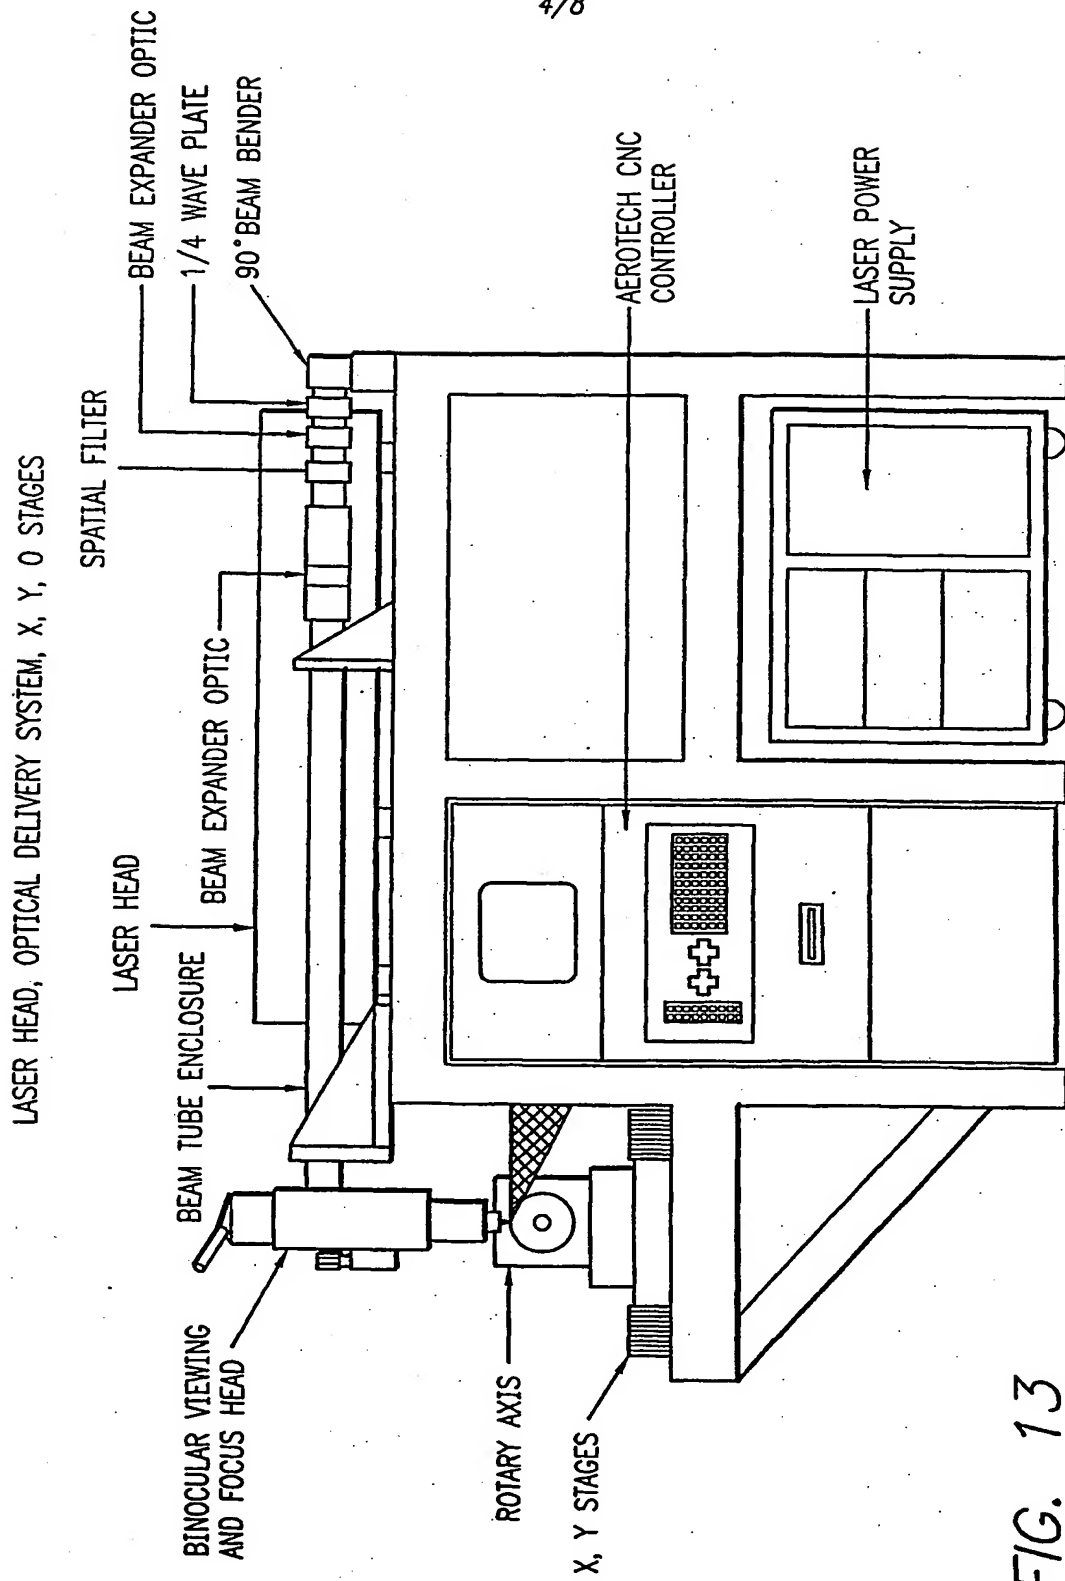 4/8
LASER HEAD, OPTICAL DELIVERY SYSTEM, X, Y, O STAGES
BEAM EXPANDER OPTIC
1/4 WAVE PLATE
90° BEAM BENDER
SPATIAL FILTER
BEAM EXPANDER OPTIC
LASER HEAD
BEAM TUBE ENCLOSURE
BINOCULAR VIEWING
AND FOCUS HEAD
ROTARY AXIS
X, Y STAGES
AEROTECH CNC
CONTROLLER
LASER POWER
SUPPLY
FIG. 13